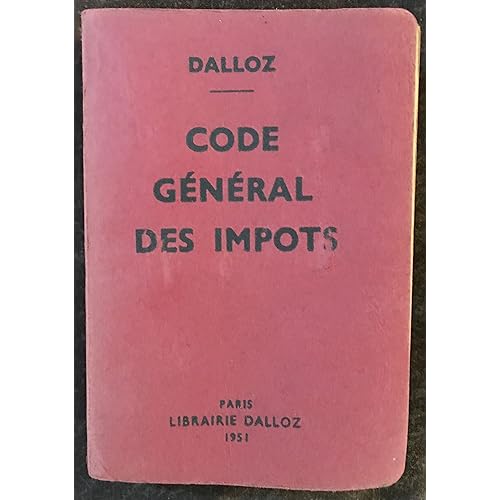 DALLOZ
CODE
GÉNÉRAL
DES IMPOTS
PARIS
LIBRAIRIE DALLOZ
1951